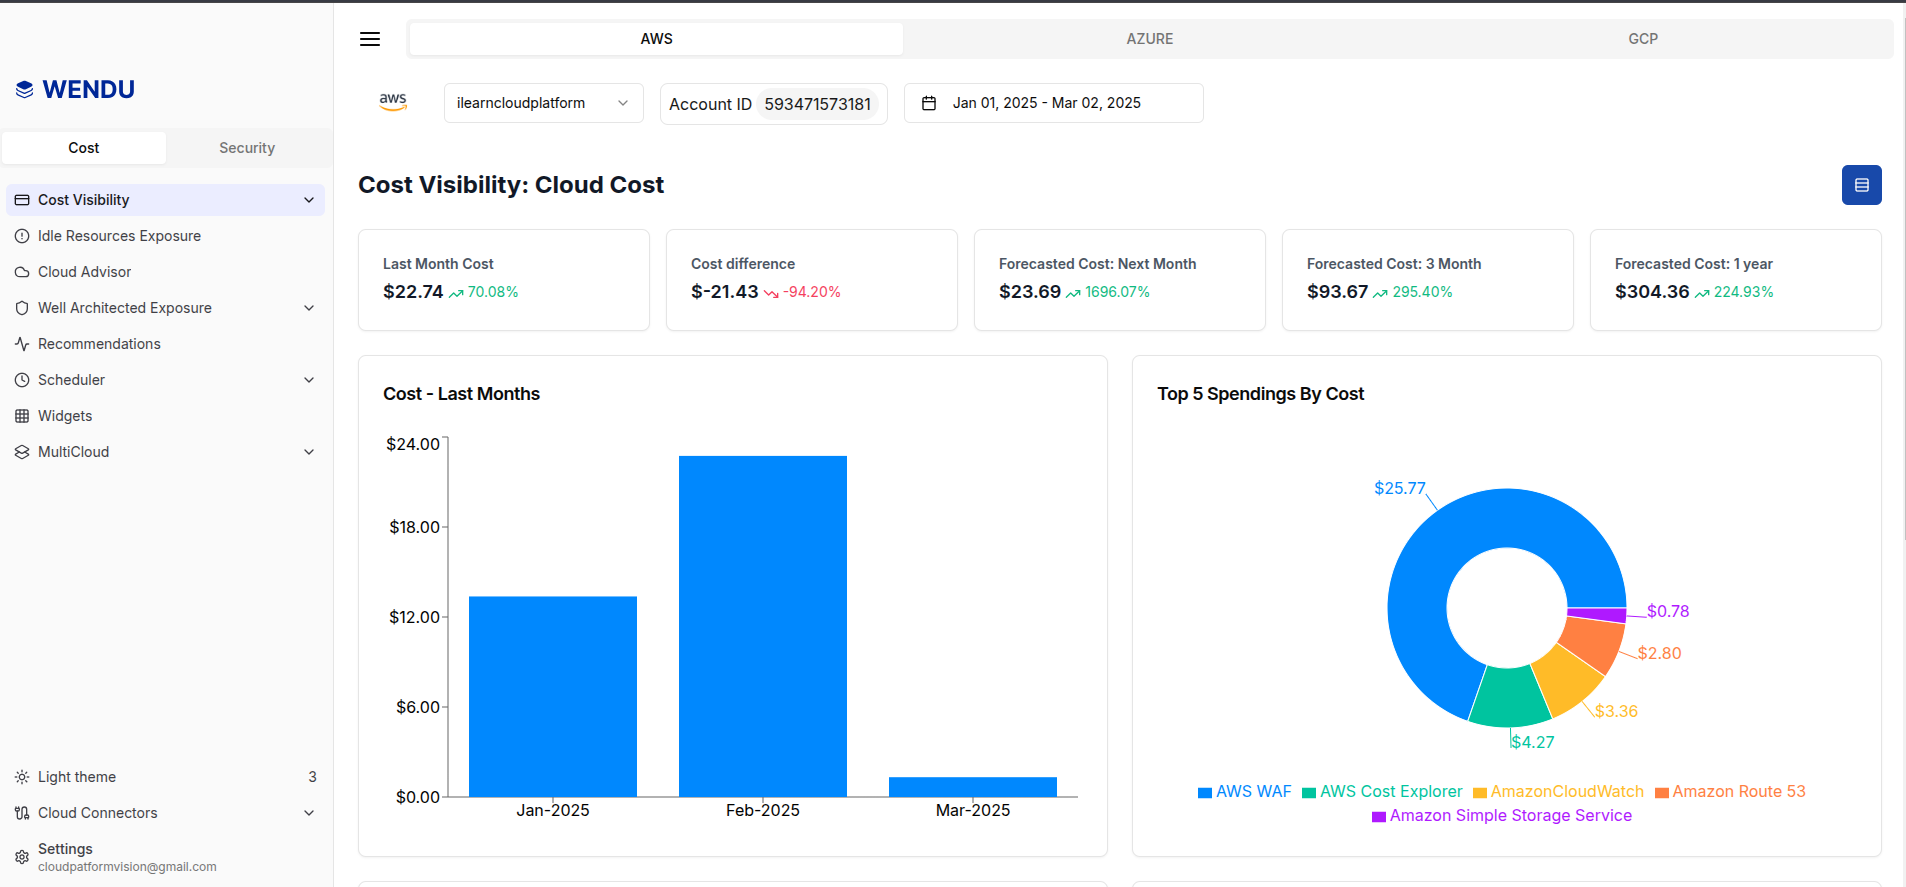 AWS
AZURE
GCP
WENDU
aws
ilearncloudplatform
Account ID 593471573181
Jan 01, 2025 - Mar 02, 2025
Cost
Security
Cost Visibility
Idle Resources Exposure
Cloud Advisor
Well Architected Exposure
Recommendations
Scheduler
Widgets
MultiCloud
Light theme 3
Cloud Connectors
Settings
cloudpatformvision@gmail.com
Cost Visibility: Cloud Cost
Last Month Cost
$22.74 70.08%
Cost difference
$-21.43 -94.20%
Forecasted Cost: Next Month
$23.69 1696.07%
Forecasted Cost: 3 Month
$93.67 295.40%
Forecasted Cost: 1 year
$304.36 224.93%
Cost - Last Months
$24.00
$18.00
$12.00
$6.00
$0.00
Jan-2025
Feb-2025
Mar-2025
Top 5 Spendings By Cost
$25.77
$0.78
$2.80
$3.36
$4.27
AWS WAF AWS Cost Explorer AmazonCloudWatch Amazon Route 53
Amazon Simple Storage Service